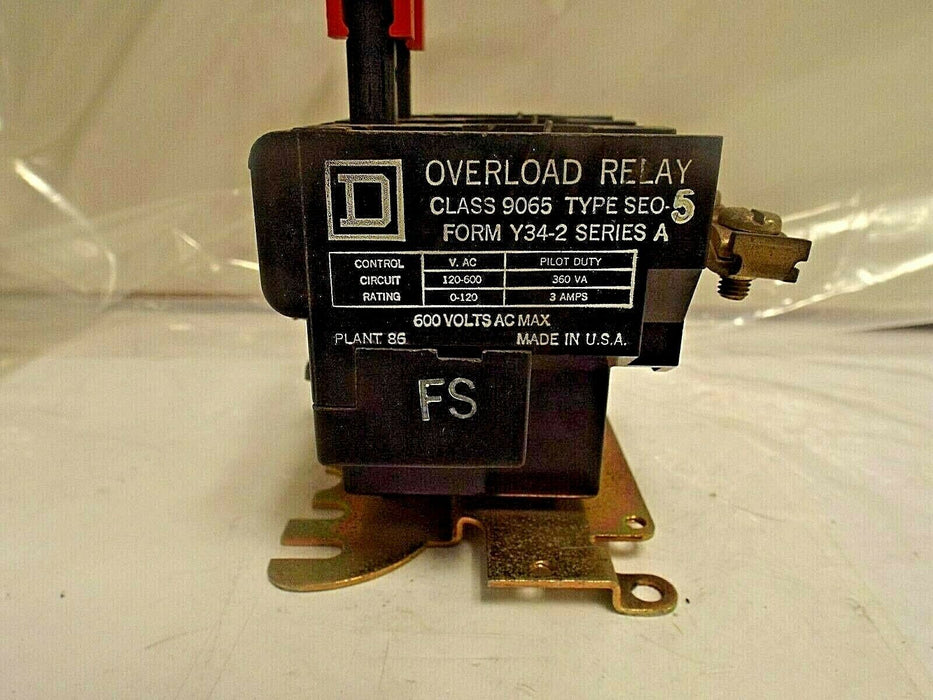 D
OVERLOAD RELAY
CLASS 9065 TYPE SEO-5
FORM Y34-2 SERIES A
CONTROL CIRCUIT RATING
V. AC PILOT DUTY
120-600 360 VA
0-120 3 AMPS
600 VOLTS AC MAX
PLANT 86 MADE IN U.S.A.
FS